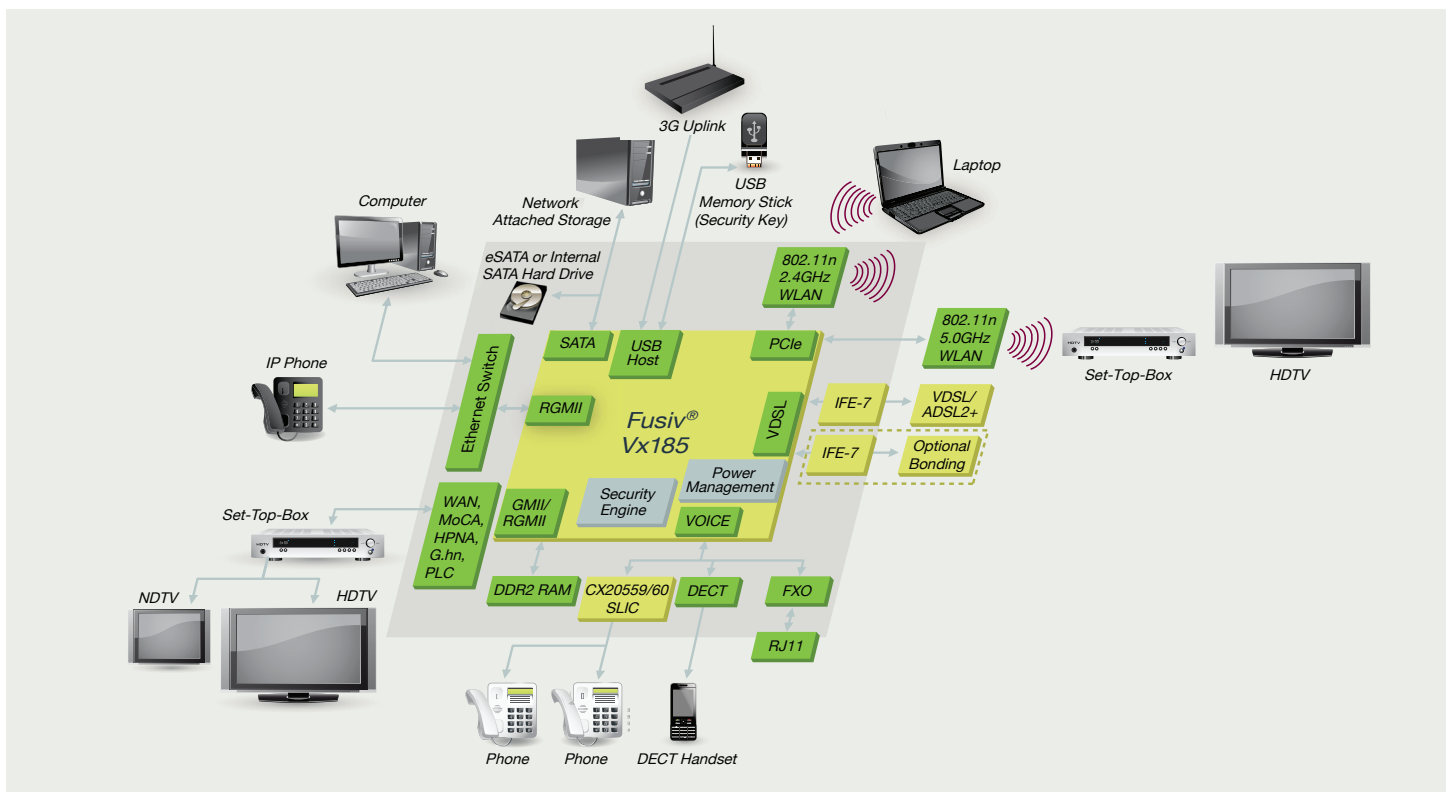 3G Uplink
USB
Memory Stick
(Security Key)
Laptop
Network
Attached Storage
Computer
eSATA or Internal
SATA Hard Drive
802.11n
2.4GHz
WLAN
802.11n
5.0GHz
WLAN
Set-Top-Box
HDTV
SATA
USB
Host
PCIe
IP Phone
Ethernet Switch
RGMII
Fusiv®
Vx185
VDSL
IFE-7
VDSL/
ADSL2+
IFE-7
Optional
Bonding
Power
Management
Security
Engine
VOICE
GMII/
RGMII
WAN,
MoCA,
HPNA,
G.hn,
PLC
Set-Top-Box
NDTV
HDTV
DDR2 RAM
CX20559/60
SLIC
DECT
FXO
RJ11
Phone
Phone
DECT Handset